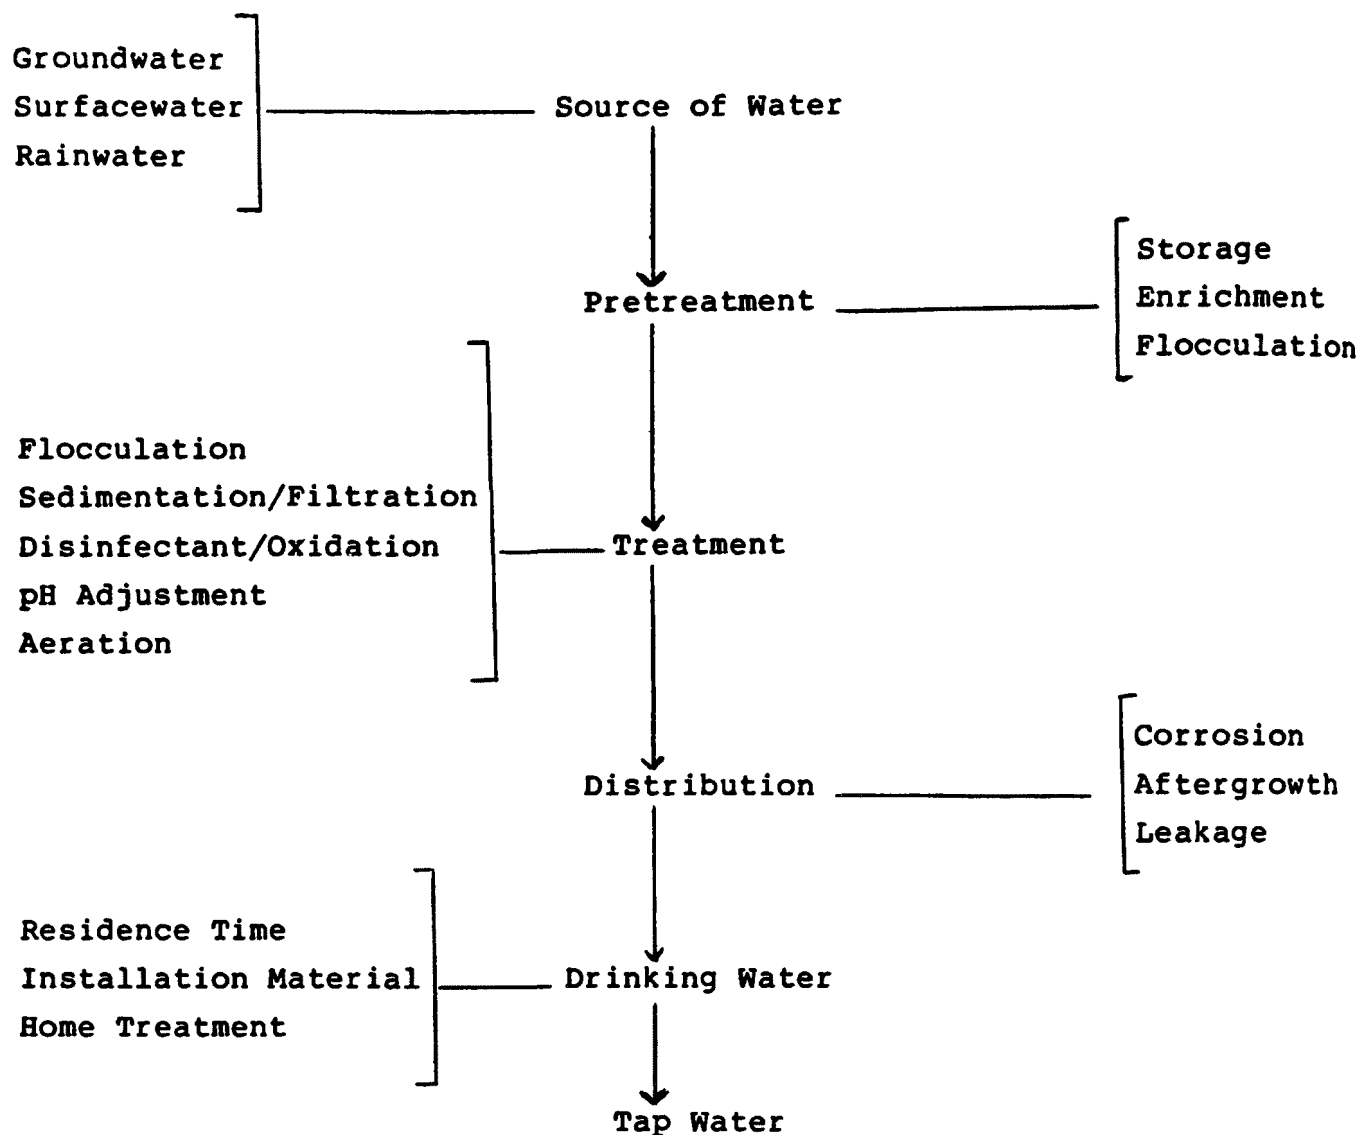 Groundwater
Surfacewater
Rainwater
Source of Water
Pretreatment
Storage
Enrichment
Flocculation
Flocculation
Sedimentation/Filtration
Disinfectant/Oxidation
pH Adjustment
Aeration
Treatment
Distribution
Corrosion
Aftergrowth
Leakage
Residence Time
Installation Material
Home Treatment
Drinking Water
Tap Water